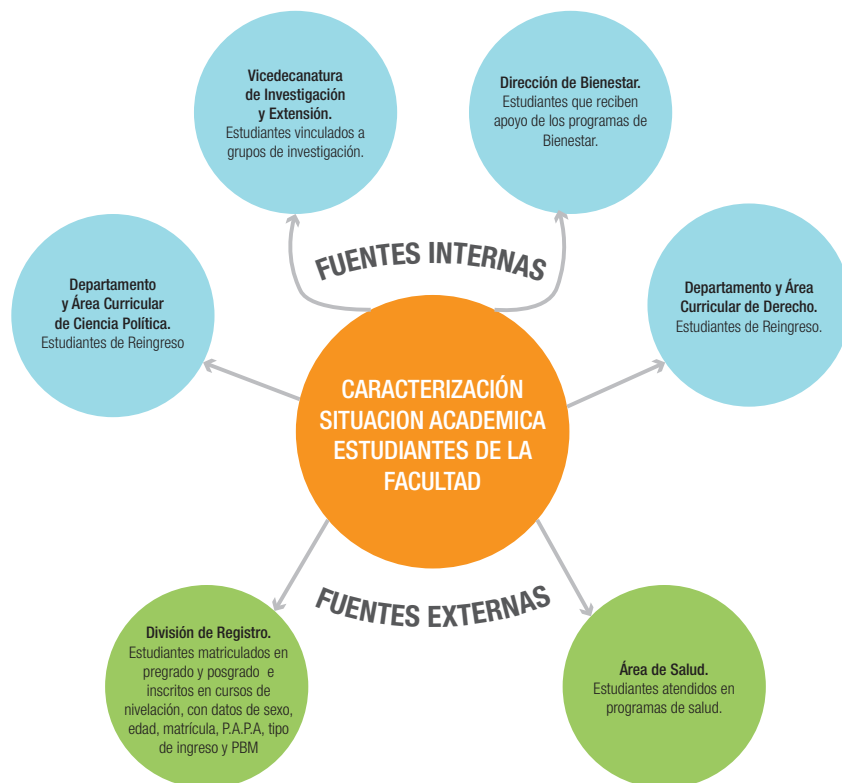 Vicedecanatura
de Investigación
y Extensión.
Estudiantes vinculados a
grupos de investigación.
Dirección de Bienestar.
Estudiantes que reciben
apoyo de los programas de
Bienestar.
FUENTES INTERNAS
Departamento
y Área Curricular
de Ciencia Política.
Estudiantes de Reingreso
Departamento y Área
Curricular de Derecho.
Estudiantes de Reingreso.
CARACTERIZACIÓN
SITUACION ACADEMICA
ESTUDIANTES DE LA
FACULTAD
FUENTES EXTERNAS
División de Registro.
Estudiantes matriculados en
pregrado y posgrado e
inscritos en cursos de
nivelación, con datos de sexo,
edad, matrícula, P.A.P.A, tipo
de ingreso y PBM
Área de Salud.
Estudiantes atendidos en
programas de salud.